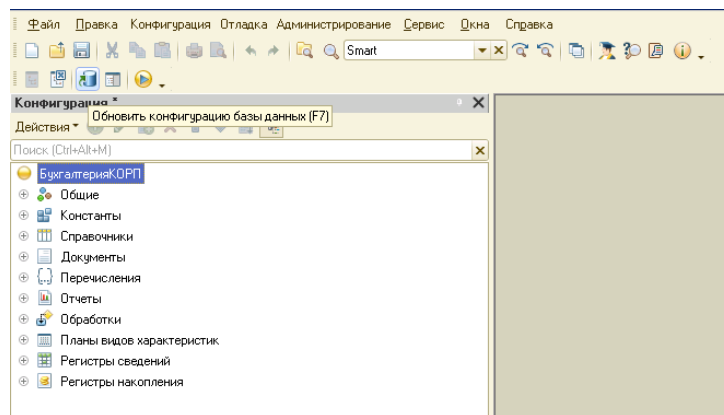 Файл Правка Конфигурация Отладка Администрирование Сервис Окна Справка
Smart
Конфигурация *
Обновить конфигурацию базы данных (F7)
Действия
Поиск (Ctrl+Alt+M)
БухгалтерияКОРП
Общие
Константы
Справочники
Документы
Перечисления
Отчеты
Обработки
Планы видов характеристик
Регистры сведений
Регистры накопления